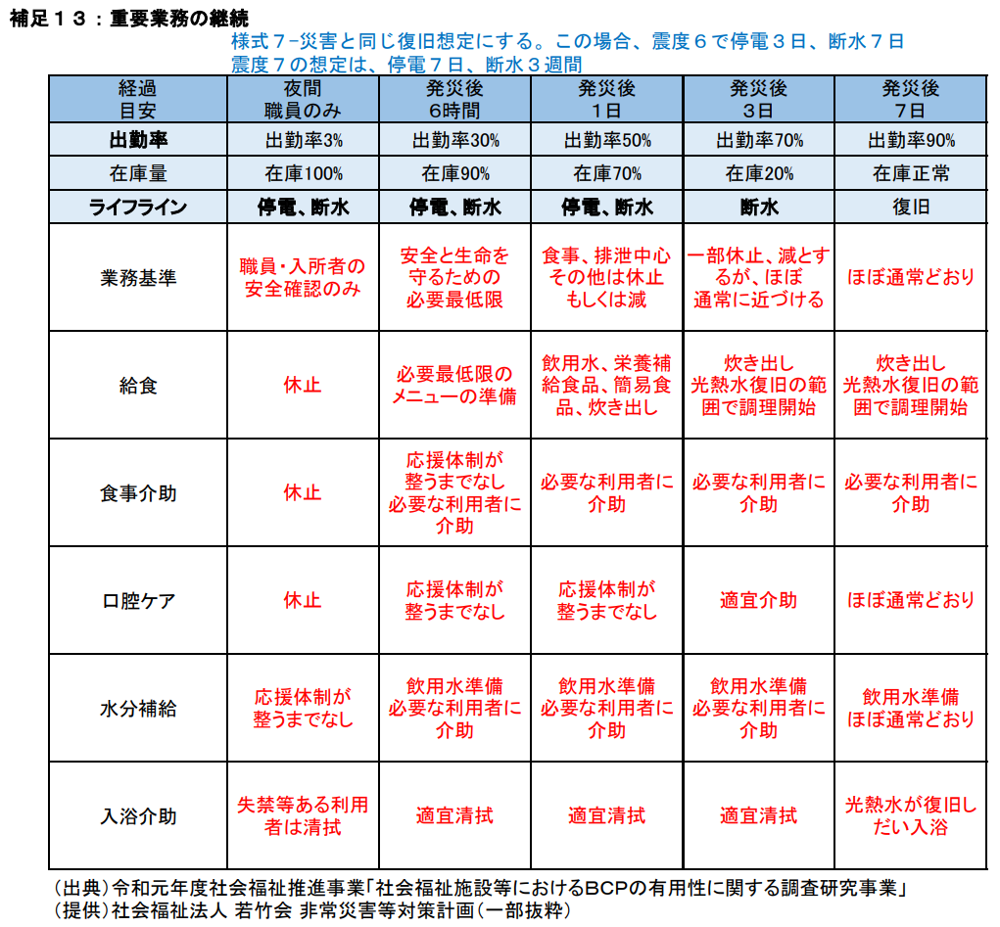 補足１３：重要業務の継続
様式７-災害と同じ復旧想定にする。この場合、震度６で停電３日、断水７日
震度７の想定は、停電７日、断水３週間
経過
目安
夜間
職員のみ
発災後
６時間
発災後
１日
発災後
３日
発災後
７日
出勤率
出勤率3%
出勤率30%
出勤率50%
出勤率70%
出勤率90%
在庫量
在庫100%
在庫90%
在庫70%
在庫20%
在庫正常
ライフライン
停電、断水
停電、断水
停電、断水
断水
復旧
業務基準
職員・入所者の
安全確認のみ
安全と生命を
守るための
必要最低限
食事、排泄中心
その他は休止
もしくは減
一部休止、減とす
るが、ほぼ
通常に近づける
ほぼ通常どおり
給食
休止
必要最低限の
メニューの準備
飲用水、栄養補
給食品、簡易食
品、炊き出し
炊き出し
光熱水復旧の範
囲で調理開始
炊き出し
光熱水復旧の範
囲で調理開始
食事介助
休止
応援体制が
整うまでなし
必要な利用者に
介助
必要な利用者に
介助
必要な利用者に
介助
必要な利用者に
介助
口腔ケア
休止
応援体制が
整うまでなし
応援体制が
整うまでなし
適宜介助
ほぼ通常どおり
水分補給
応援体制が
整うまでなし
飲用水準備
必要な利用者に
介助
飲用水準備
必要な利用者に
介助
飲用水準備
必要な利用者に
介助
飲用水準備
ほぼ通常どおり
入浴介助
失禁等ある利用
者は清拭
適宜清拭
適宜清拭
適宜清拭
光熱水が復旧し
だい入浴
（出典）令和元年度社会福祉推進事業「社会福祉施設等におけるBCPの有用性に関する調査研究事業」
（提供）社会福祉法人 若竹会 非常災害等対策計画（一部抜粋）